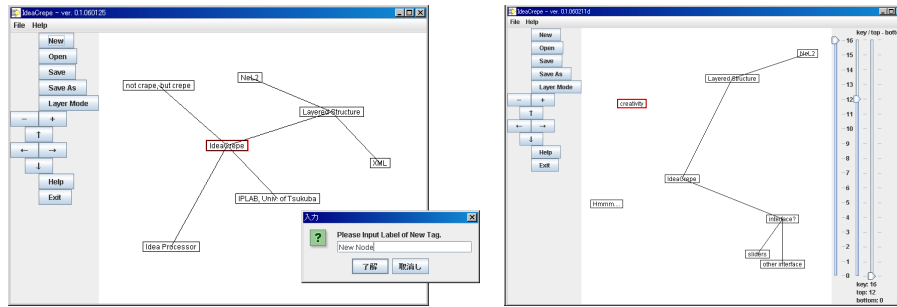 IdeaCrepe - ver. 0.1.060125
File Help
New
Open
Save
Save As
Layer Mode
- +
↑
← →
↓
Help
Exit
not crape, but crepe
NeL2
Layered Structure
IdeaCrepe
XML
IPLAB, Univ of Tsukuba
Idea Processor
入力
Please Input Label of New Tag.
New Node
了解 取消し
IdeaCrepe - ver. 0.1.060211d
File Help
New
Open
Save
Save As
Layer Mode
- +
↑
← →
↓
Help
Exit
NeL2
Layered Structure
creativity
IdeaCrepe
Hmmm...
interface?
sliders
other interface
key / top - bott
16
15
14
13
12
11
10
9
8
7
6
5
4
3
2
1
0
key: 16
top: 12
bottom: 0